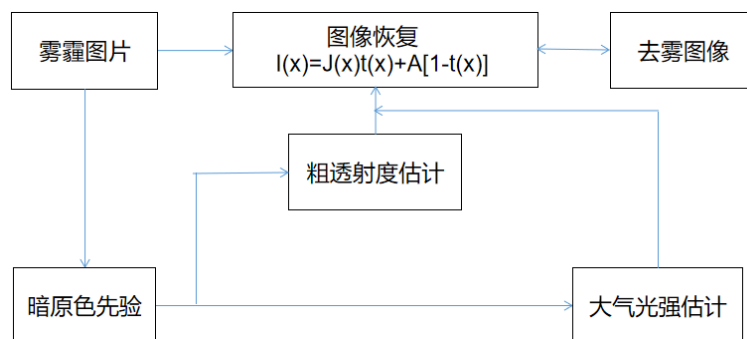 雾霾图片
图像恢复
I(x)=J(x)t(x)+A[1-t(x)]
去雾图像
粗透射度估计
暗原色先验
大气光强估计